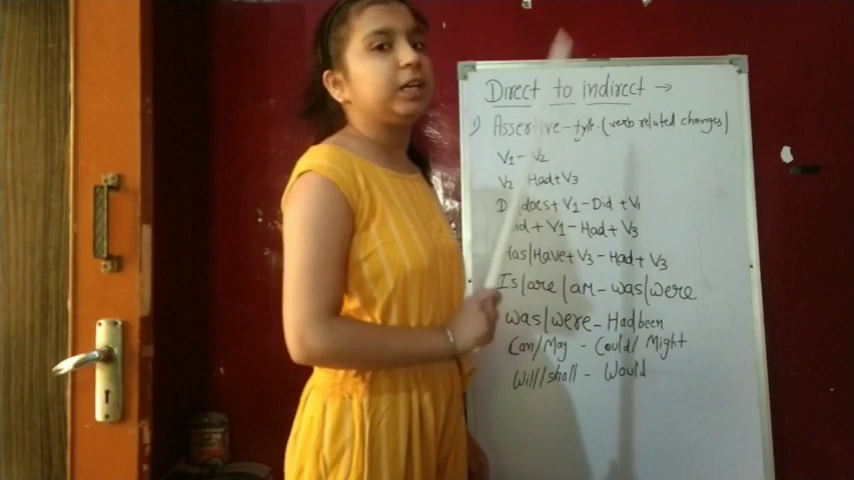 Direct to indirect →
1) Assertive-type-(verb related changes)
V1 - V2
V2 Had+V3
Do/does+V1-Did+V1
Did+V1-Had+V3
Has/Have+V3-Had+V3
Is/are/am-was/were
was/were-Had been
Can/May - Could/Might
Will/shall - Would